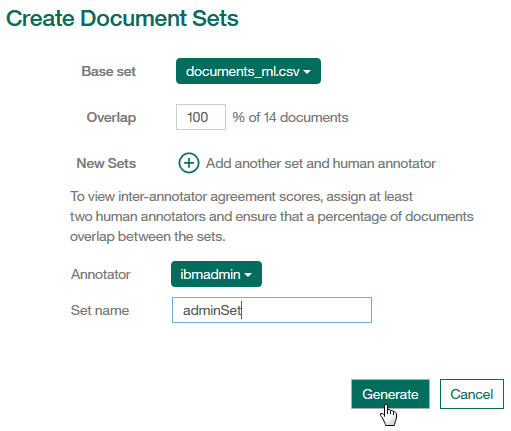 Create Document Sets
Base set documents_ml.csv
Overlap 100 % of 14 documents
New Sets Add another set and human annotator
To view inter-annotator agreement scores, assign at least
two human annotators and ensure that a percentage of documents
overlap between the sets.
Annotator ibmadmin
Set name adminSet
Generate Cancel